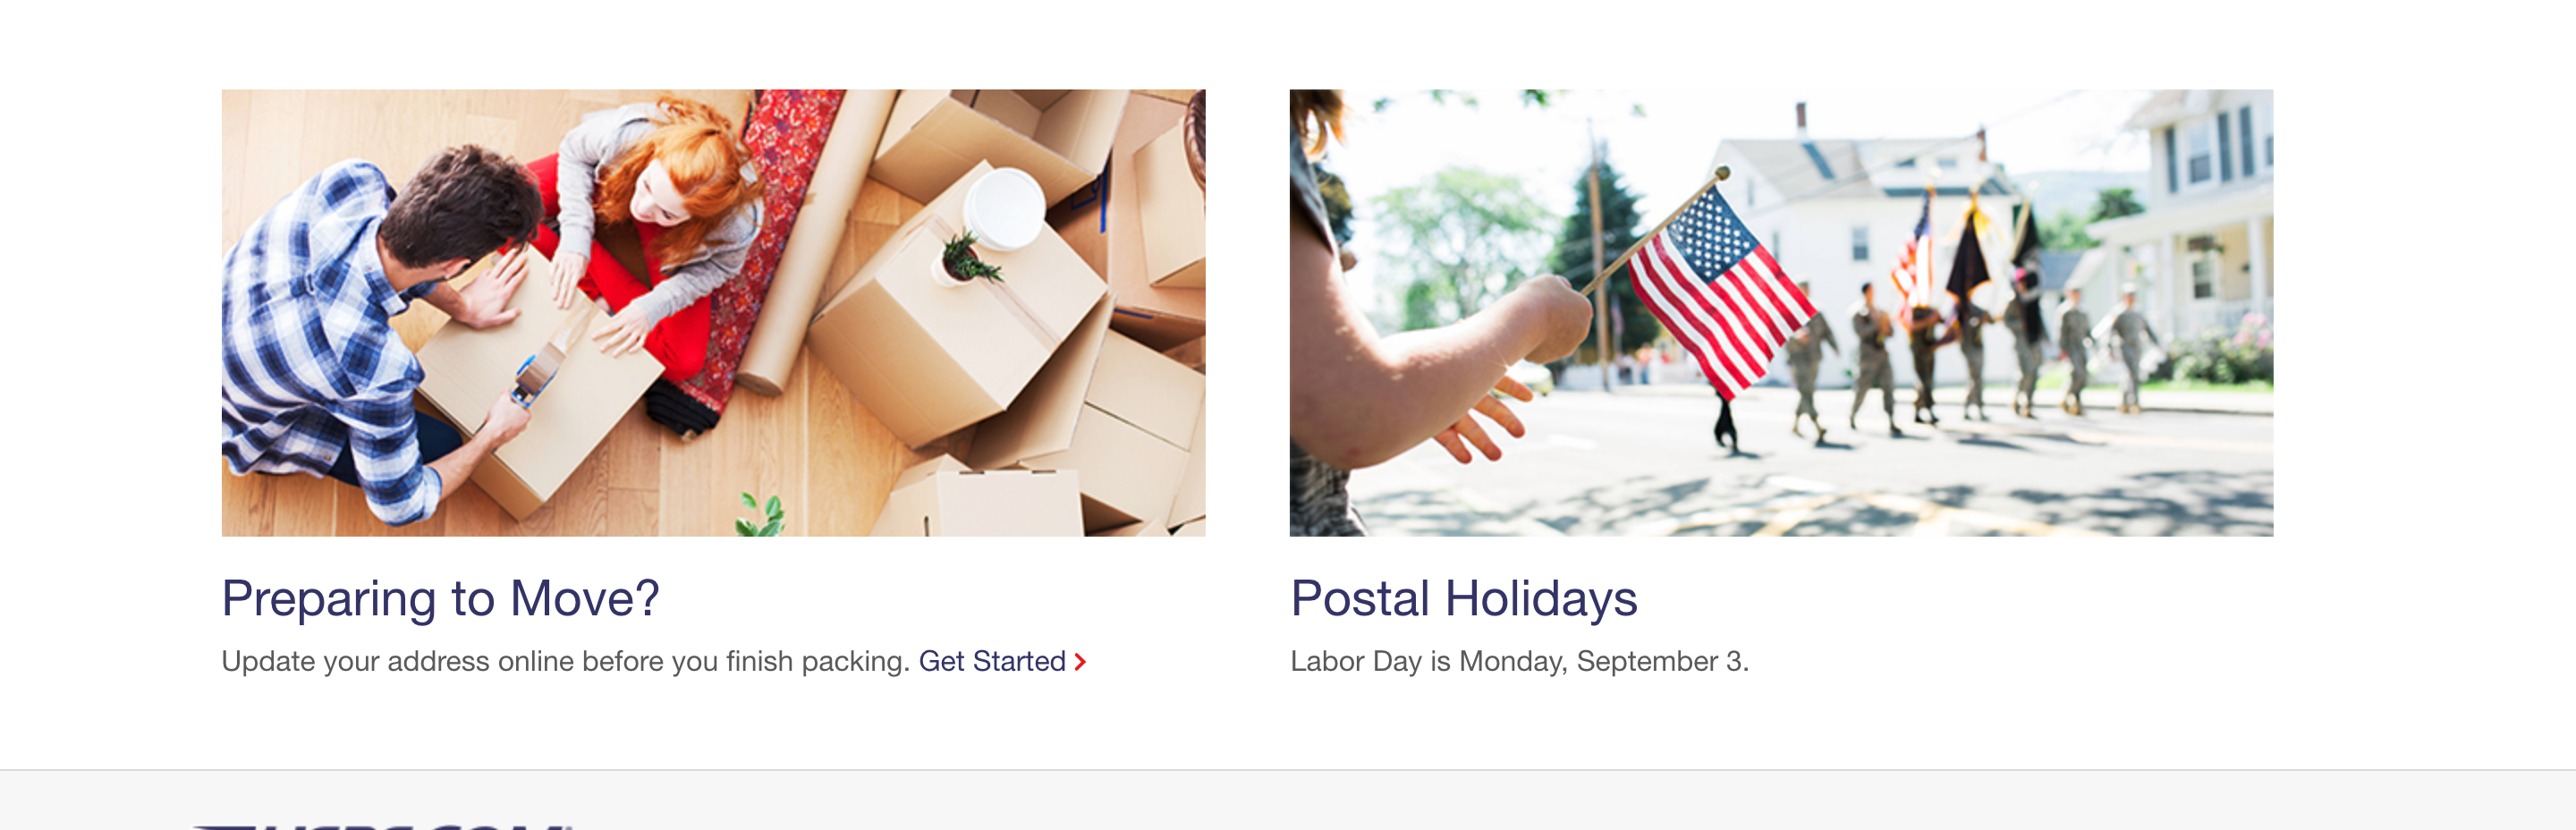 Preparing to Move?
Update your address online before you finish packing. Get Started
Postal Holidays
Labor Day is Monday, September 3.